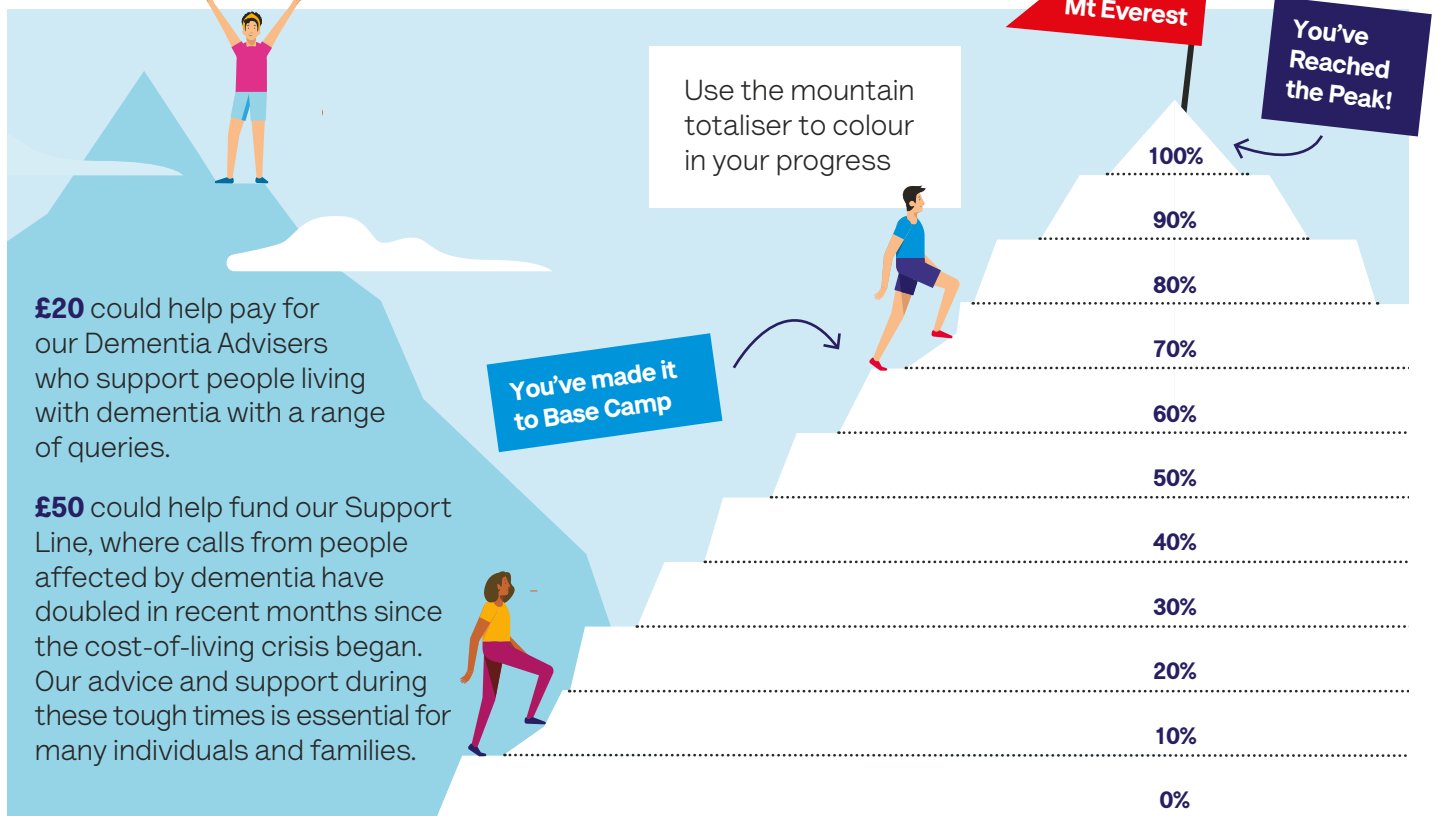 Mt Everest
You’ve
Reached
the Peak!
Use the mountain
totaliser to colour
in your progress
100%
90%
80%
70%
60%
50%
40%
30%
20%
10%
0%
You’ve made it
to Base Camp
£20 could help pay for
our Dementia Advisers
who support people living
with dementia with a range
of queries.
£50 could help fund our Support
Line, where calls from people
affected by dementia have
doubled in recent months since
the cost-of-living crisis began.
Our advice and support during
these tough times is essential for
many individuals and families.